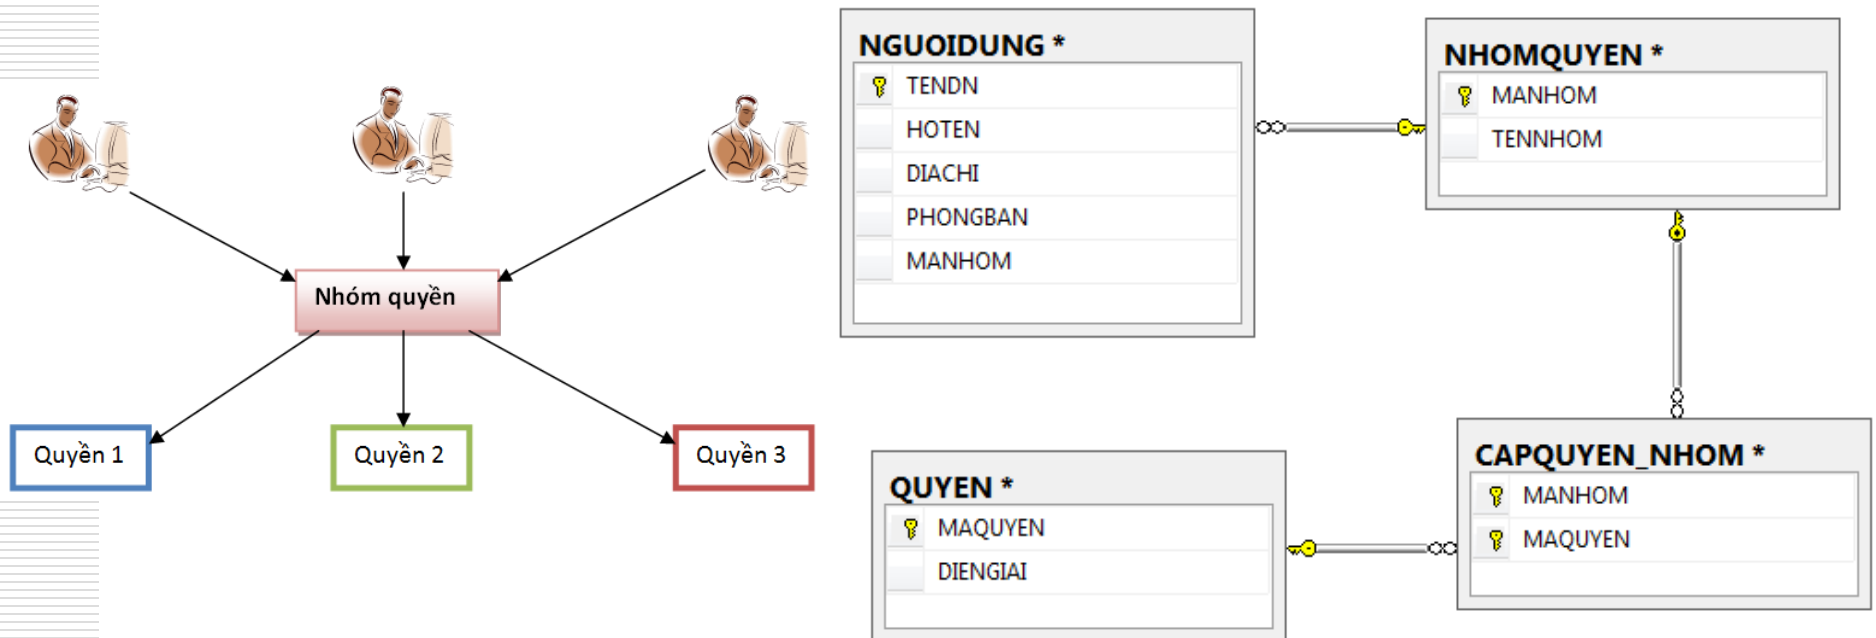 Nhóm quyền
Quyền 1
Quyền 2
Quyền 3
NGUOIDUNG *
TENDN
HOTEN
DIACHI
PHONGBAN
MANHOM
NHOMQUYEN *
MANHOM
TENNHOM
QUYEN *
MAQUYEN
DIENGIAI
CAPQUYEN_NHOM *
MANHOM
MAQUYEN